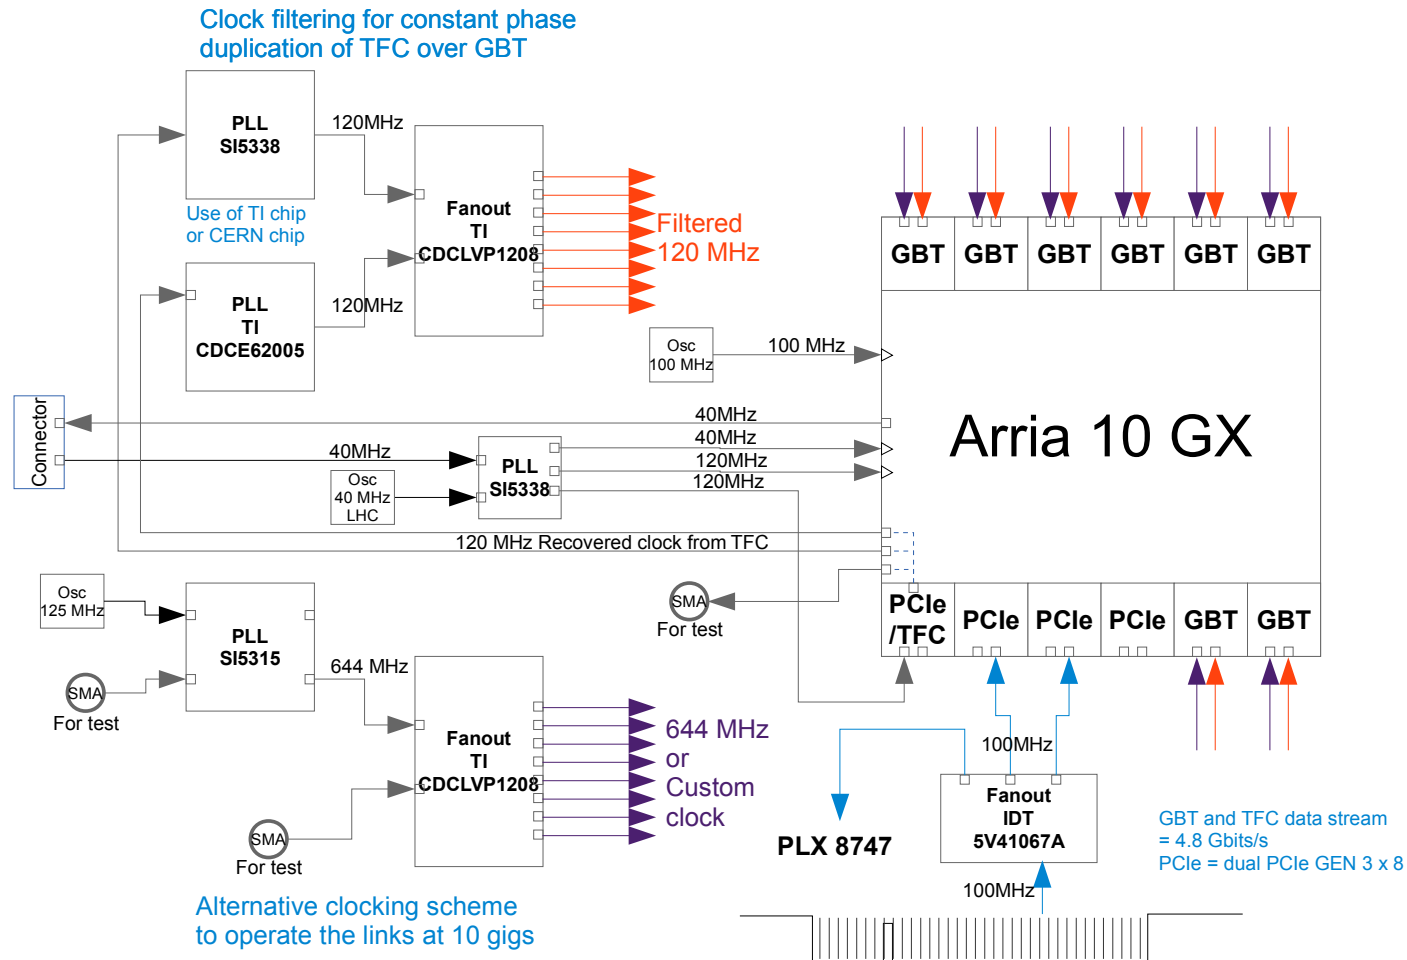 Clock filtering for constant phase
duplication of TFC over GBT
PLL
SI5338
120MHz
Use of TI chip
or CERN chip
Fanout
TI
CDCLVP1208
Filtered
120 MHz
PLL
TI
CDCE62005
120MHz
GBT
GBT
GBT
GBT
GBT
GBT
Osc
100 MHz
100 MHz
Arria 10 GX
Connector
40MHz
40MHz
40MHz
120MHz
120MHz
PLL
SI5338
Osc
40 MHz
LHC
120 MHz Recovered clock from TFC
Osc
125 MHz
PLL
SI5315
SMA
For test
SMA
For test
644 MHz
PCIe
/TFC
PCIe
PCIe
PCIe
GBT
GBT
Fanout
TI
CDCLVP1208
644 MHz
or
Custom
clock
SMA
For test
100MHz
Fanout
IDT
5V41067A
PLX 8747
100MHz
GBT and TFC data stream
= 4.8 Gbits/s
PCIe = dual PCIe GEN 3 x 8
Alternative clocking scheme
to operate the links at 10 gigs